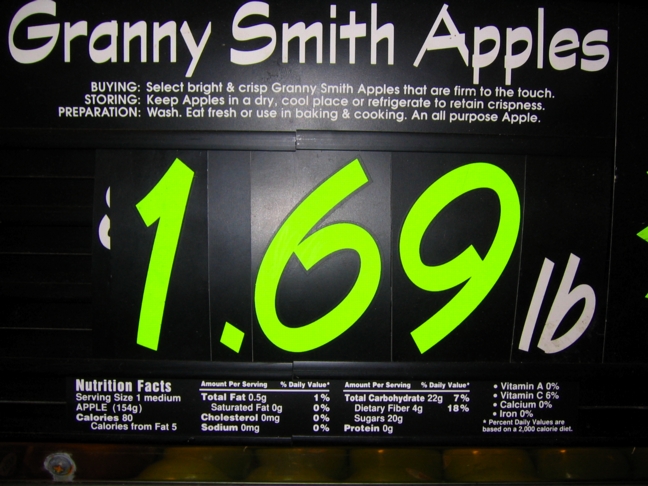 Granny Smith Apples
BUYING: Select bright & crisp Granny Smith Apples that are firm to the touch.
STORING: Keep Apples in a dry, cool place or refrigerate to retain crispness.
PREPARATION: Wash. Eat fresh or use in baking & cooking. An all purpose Apple.
1.69 lb
Nutrition Facts
Serving Size 1 medium
APPLE (154g)
Calories 80
Calories from Fat 5
Amount Per Serving % Daily Value*
Total Fat 0.5g 1%
Saturated Fat 0g 0%
Cholesterol 0mg 0%
Sodium 0mg 0%
Amount Per Serving % Daily Value*
Total Carbohydrate 22g 7%
Dietary Fiber 4g 18%
Sugars 20g
Protein 0g
• Vitamin A 0%
• Vitamin C 6%
• Calcium 0%
• Iron 0%
* Percent Daily Values are
based on a 2,000 calorie diet.